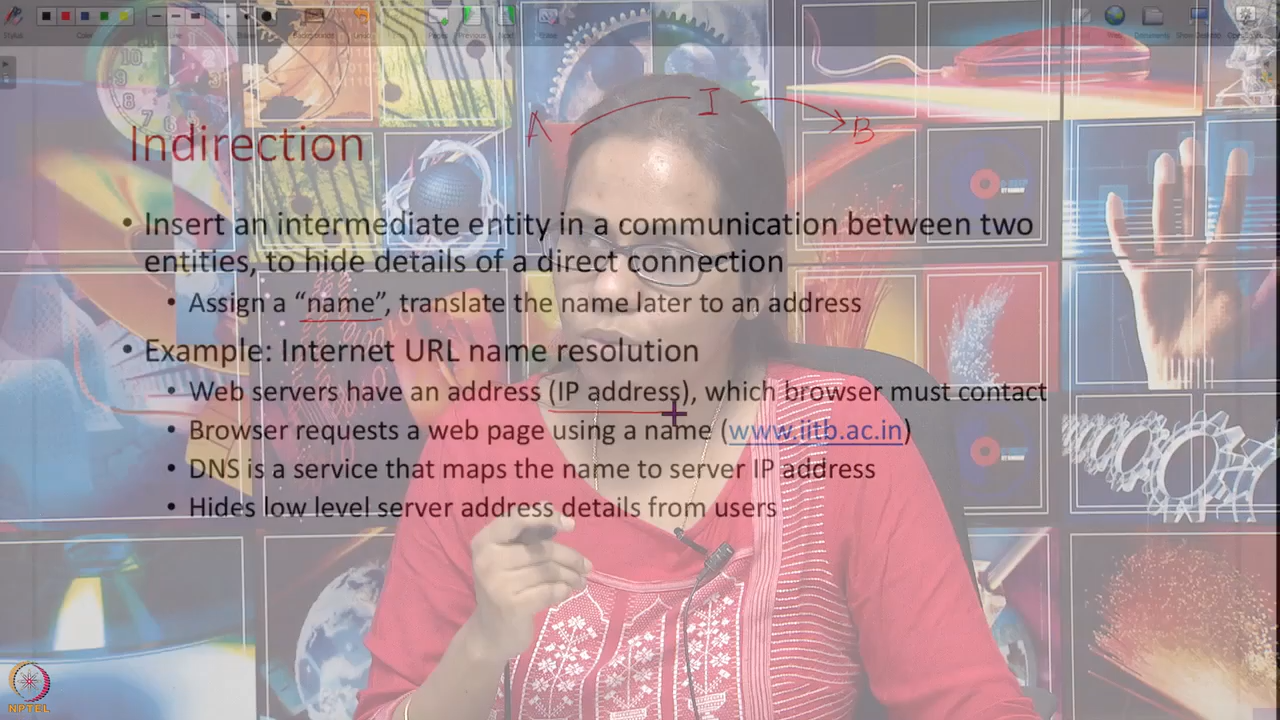 A I B
Indirection
• Insert an intermediate entity in a communication between two
entities, to hide details of a direct connection
• Assign a “name”, translate the name later to an address
• Example: Internet URL name resolution
• Web servers have an address (IP address), which browser must contact
• Browser requests a web page using a name (www.iitb.ac.in)
• DNS is a service that maps the name to server IP address
• Hides low level server address details from users
NPTEL